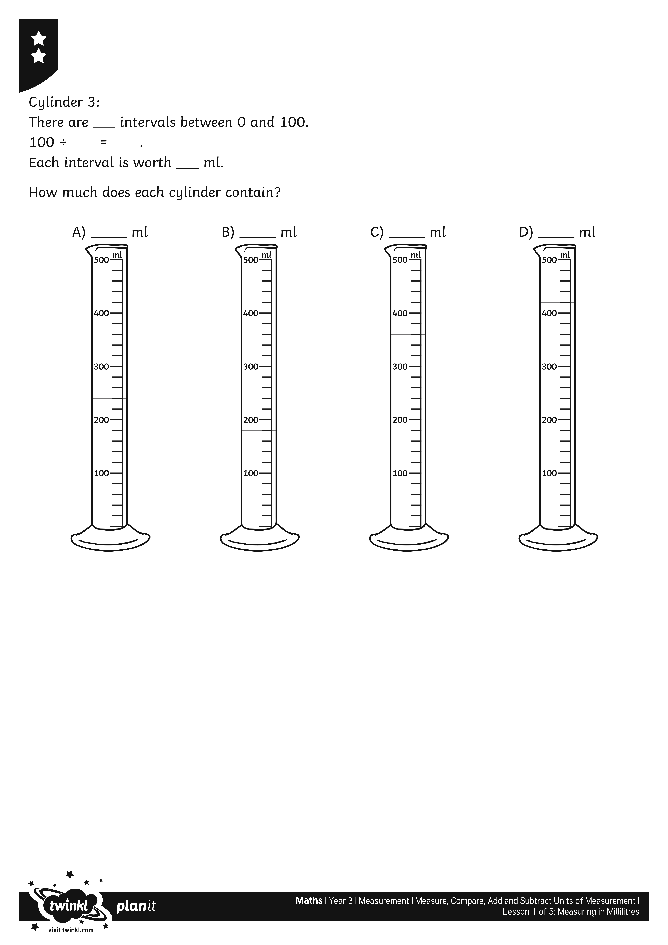 Cylinder 3:
There are ___ intervals between 0 and 100.
100 ÷ = .
Each interval is worth ___ ml.
How much does each cylinder contain?
A) _____ ml B) _____ ml C) _____ ml D) _____ ml
ml ml ml ml
500 500 500 500
400 400 400 400
300 300 300 300
200 200 200 200
100 100 100 100
twinkl planit
visit twinkl.com
Maths | Year 3 | Measurement | Measure, Compare, Add and Subtract Units of Measurement |
Lesson 1 of 3: Measuring in Millilitres